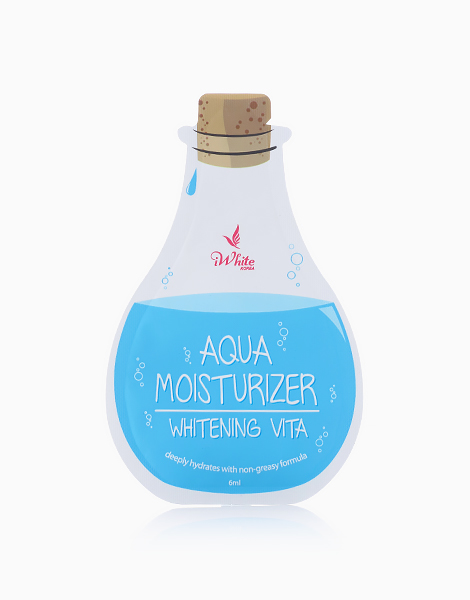 iWhite
KOREA
AQUA
MOISTURIZER
WHITENING VITA
deeply hydrates with non-greasy formula
6ml